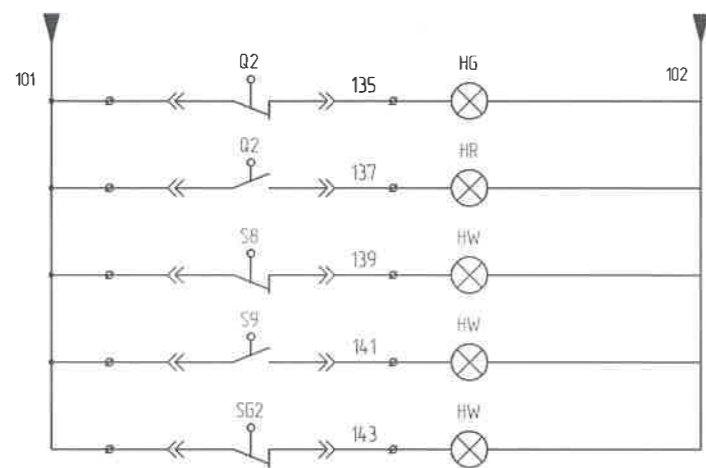 Q2 HG
101 135 102
Q2 HR
137
S8 HW
139
S9 HW
141
SG2 HW
143